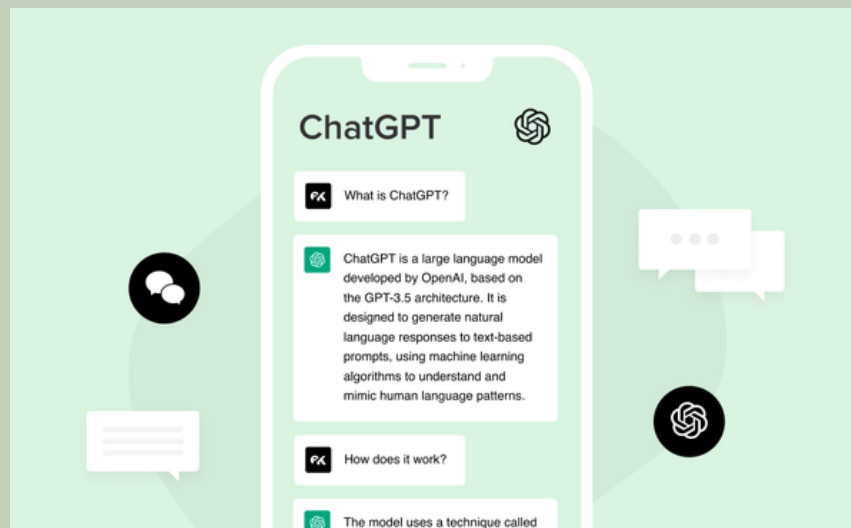 ChatGPT
What is ChatGPT?
ChatGPT is a large language model
developed by OpenAI, based on
the GPT-3.5 architecture. It is
designed to generate natural
language responses to text-based
prompts, using machine learning
algorithms to understand and
mimic human language patterns.
How does it work?
The model uses a technique called